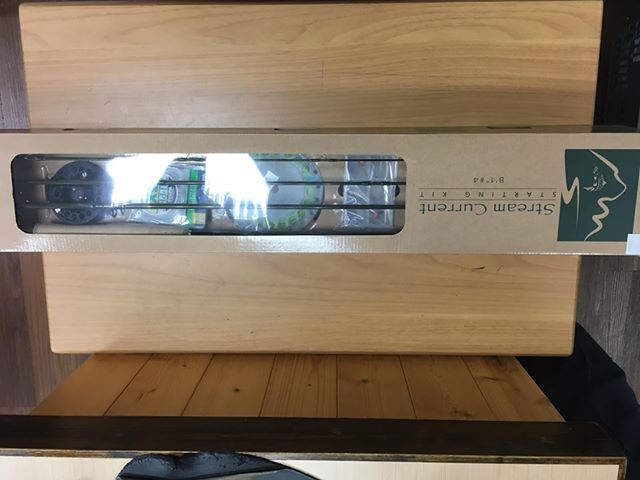 Stream Current
STARTING KIT
8'1"#4